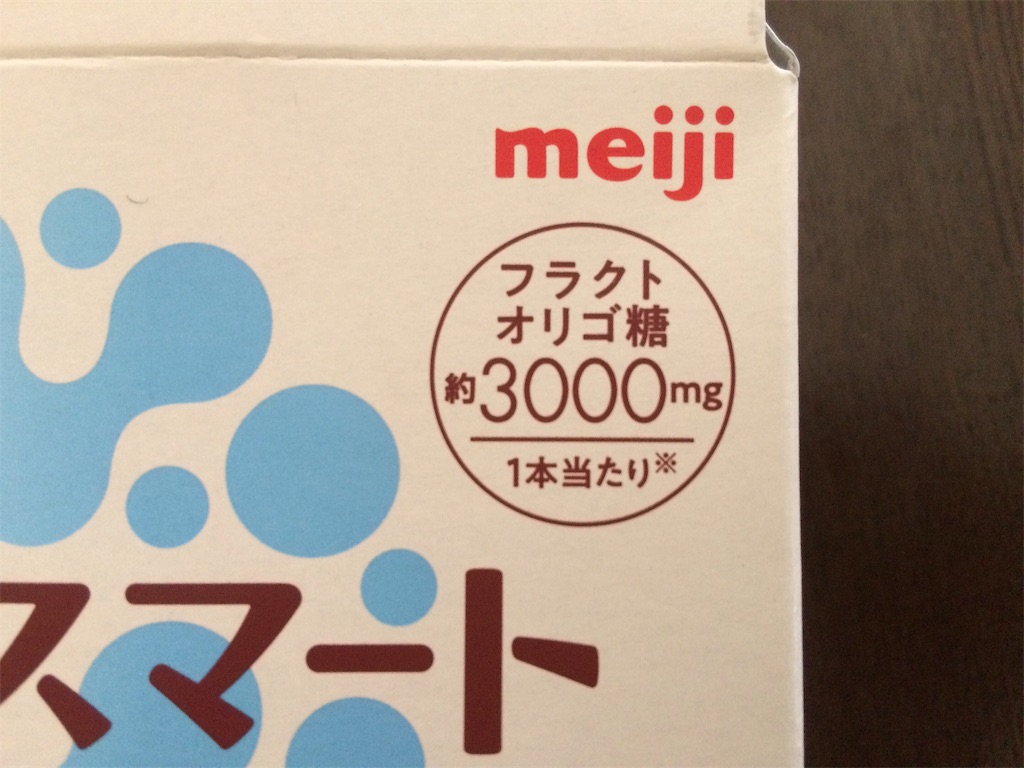 meiji
フラクト
オリゴ糖
約3000mg
1本当たり※
スマート